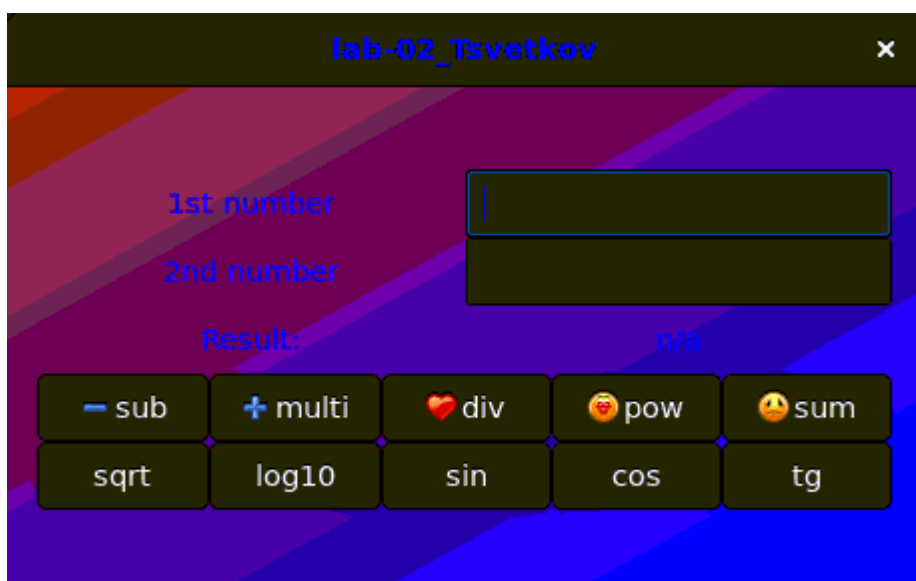 lab-02_Tsvetkov
1st number
2nd number
Result: n/a
sub multi div pow sum
sqrt log10 sin cos tg